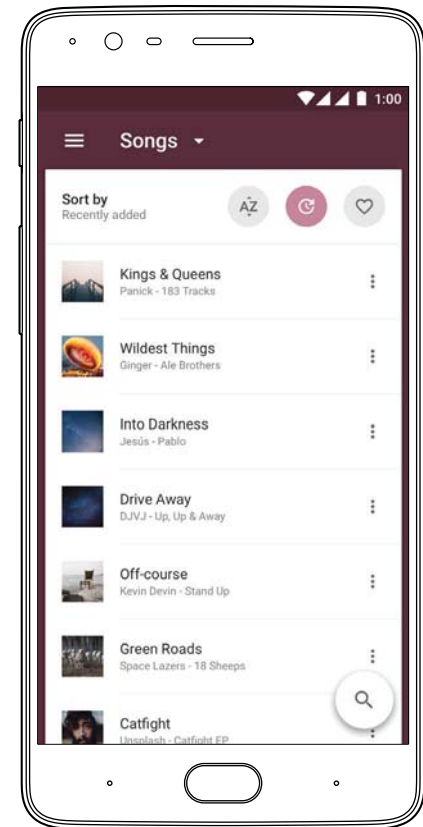 1:00
Songs
Sort by
Recently added
AZ
Kings & Queens
Panick - 183 Tracks
Wildest Things
Ginger - Ale Brothers
Into Darkness
Jesús - Pablo
Drive Away
DJVJ - Up, Up & Away
Off-course
Kevin Devin - Stand Up
Green Roads
Space Lazers - 18 Sheeps
Catfight
Unsplash - Catfight EP